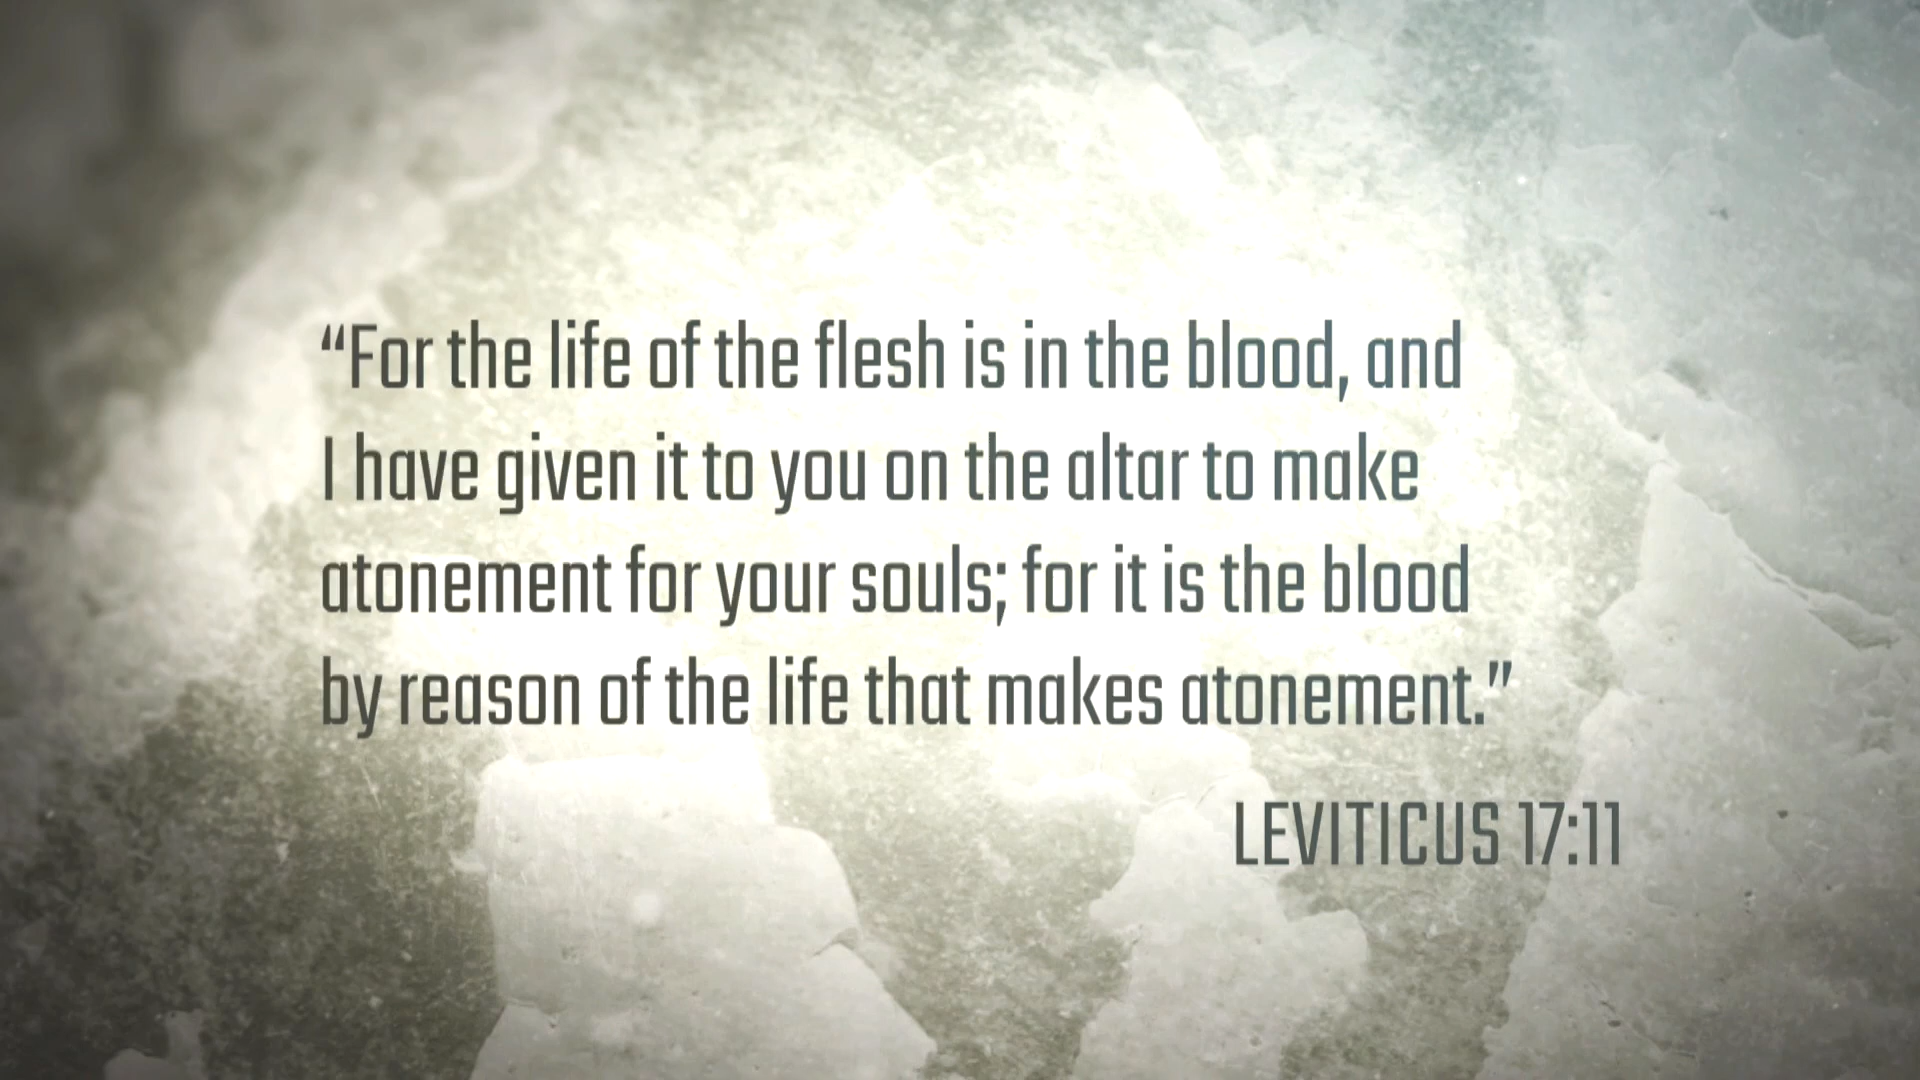 “For the life of the flesh is in the blood, and
I have given it to you on the altar to make
atonement for your souls; for it is the blood
by reason of the life that makes atonement.”
LEVITICUS 17:11